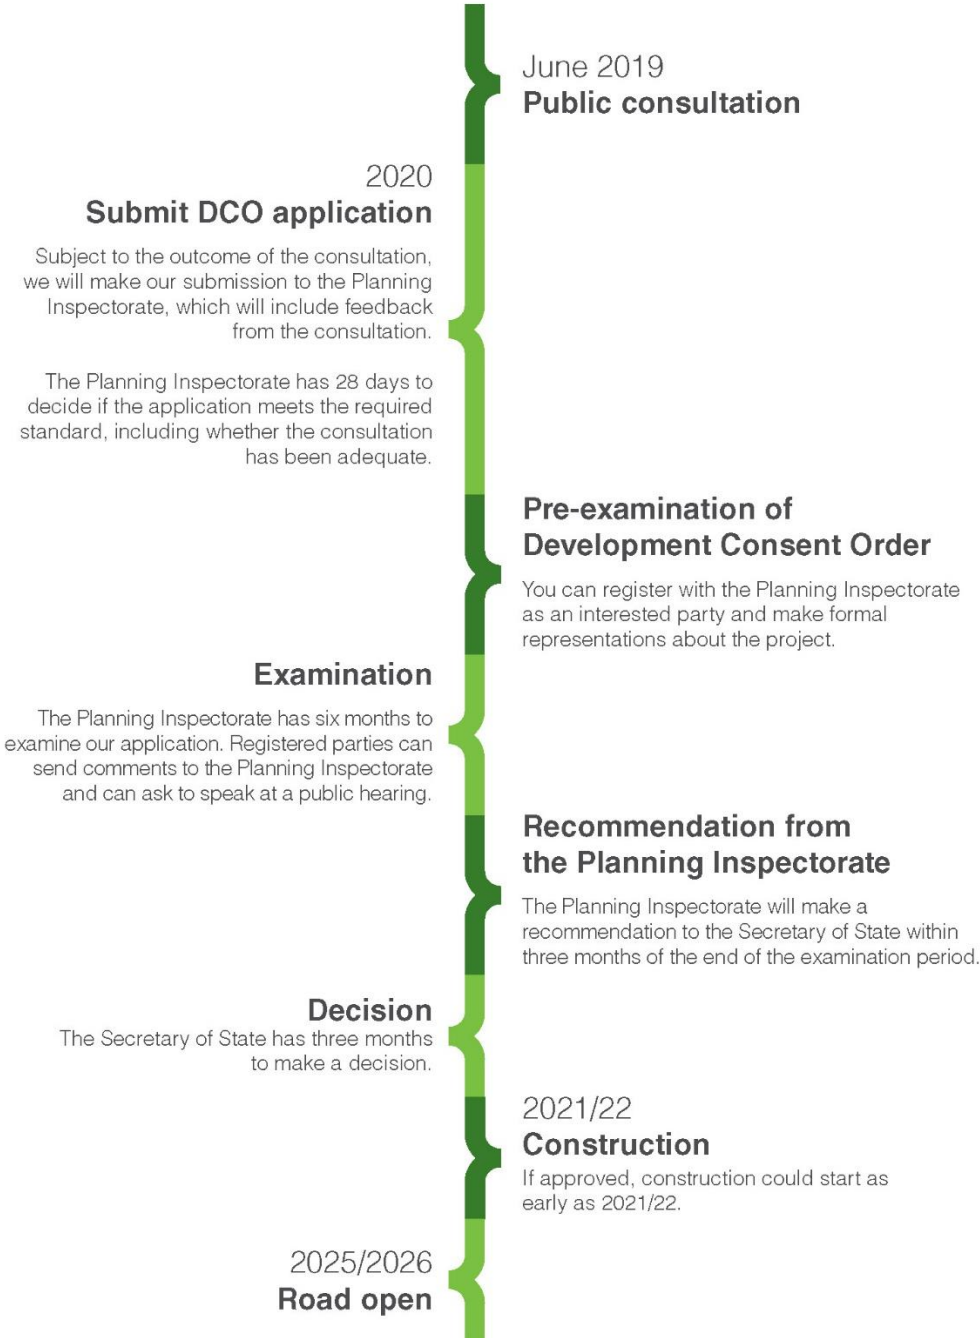 June 2019
Public consultation
2020
Submit DCO application
Subject to the outcome of the consultation,
we will make our submission to the Planning
Inspectorate, which will include feedback
from the consultation.
The Planning Inspectorate has 28 days to
decide if the application meets the required
standard, including whether the consultation
has been adequate.
Pre-examination of
Development Consent Order
You can register with the Planning Inspectorate
as an interested party and make formal
representations about the project.
Examination
The Planning Inspectorate has six months to
examine our application. Registered parties can
send comments to the Planning Inspectorate
and can ask to speak at a public hearing.
Recommendation from
the Planning Inspectorate
The Planning Inspectorate will make a
recommendation to the Secretary of State within
three months of the end of the examination period.
Decision
The Secretary of State has three months
to make a decision.
2021/22
Construction
If approved, construction could start as
early as 2021/22.
2025/2026
Road open